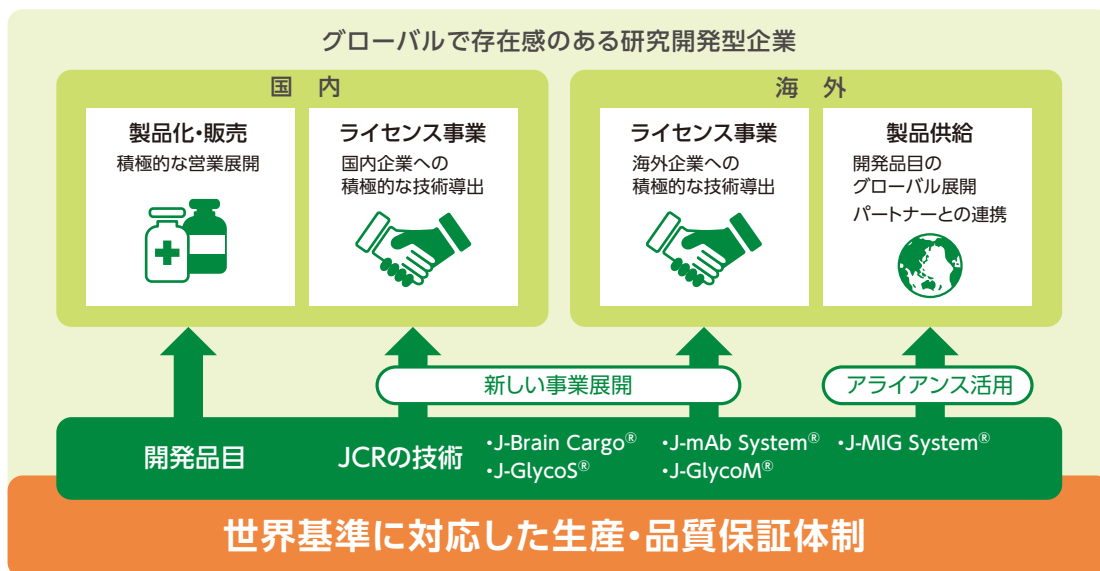 グローバルで存在感のある研究開発型企業
国 内
製品化・販売
積極的な営業展開
ライセンス事業
国内企業への
積極的な技術導出
海 外
ライセンス事業
海外企業への
積極的な技術導出
製品供給
開発品目の
グローバル展開
パートナーとの連携
新しい事業展開
アライアンス活用
開発品目
JCRの技術
・J-Brain Cargo®
・J-GlycoS®
・J-mAb System®
・J-GlycoM®
・J-MIG System®
世界基準に対応した生産・品質保証体制